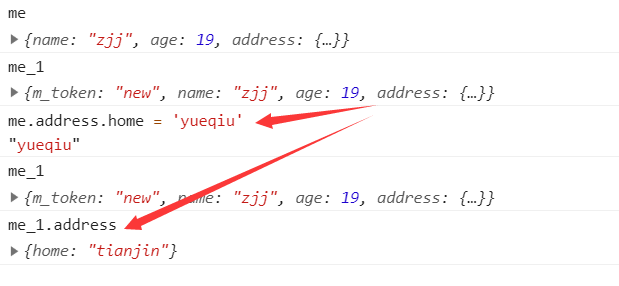 me
{name: "zjj", age: 19, address: {…}}
me_1
{m_token: "new", name: "zjj", age: 19, address: {…}}
me.address.home = 'yueqiu'
"yueqiu"
me_1
{m_token: "new", name: "zjj", age: 19, address: {…}}
me_1.address
{home: "tianjin"}